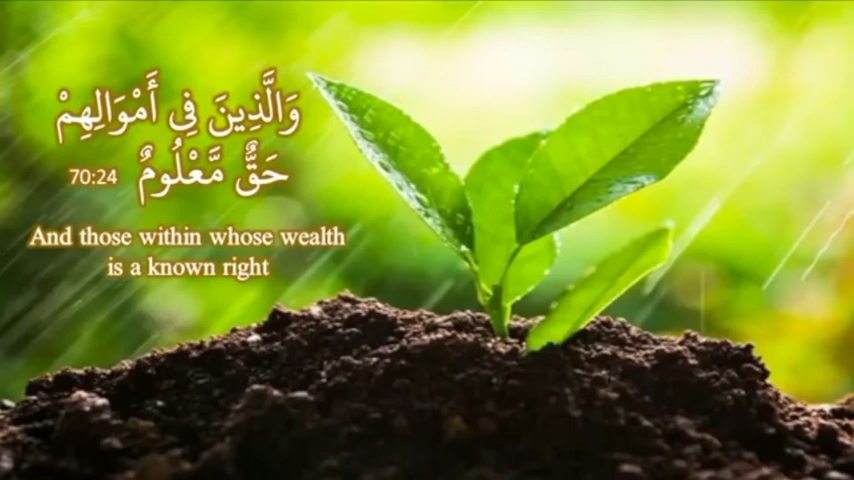 وَالَّذِينَ فِي أَمْوَالِهِمْ
حَقٌّ مَّعْلُومٌ 70:24
And those within whose wealth
is a known right